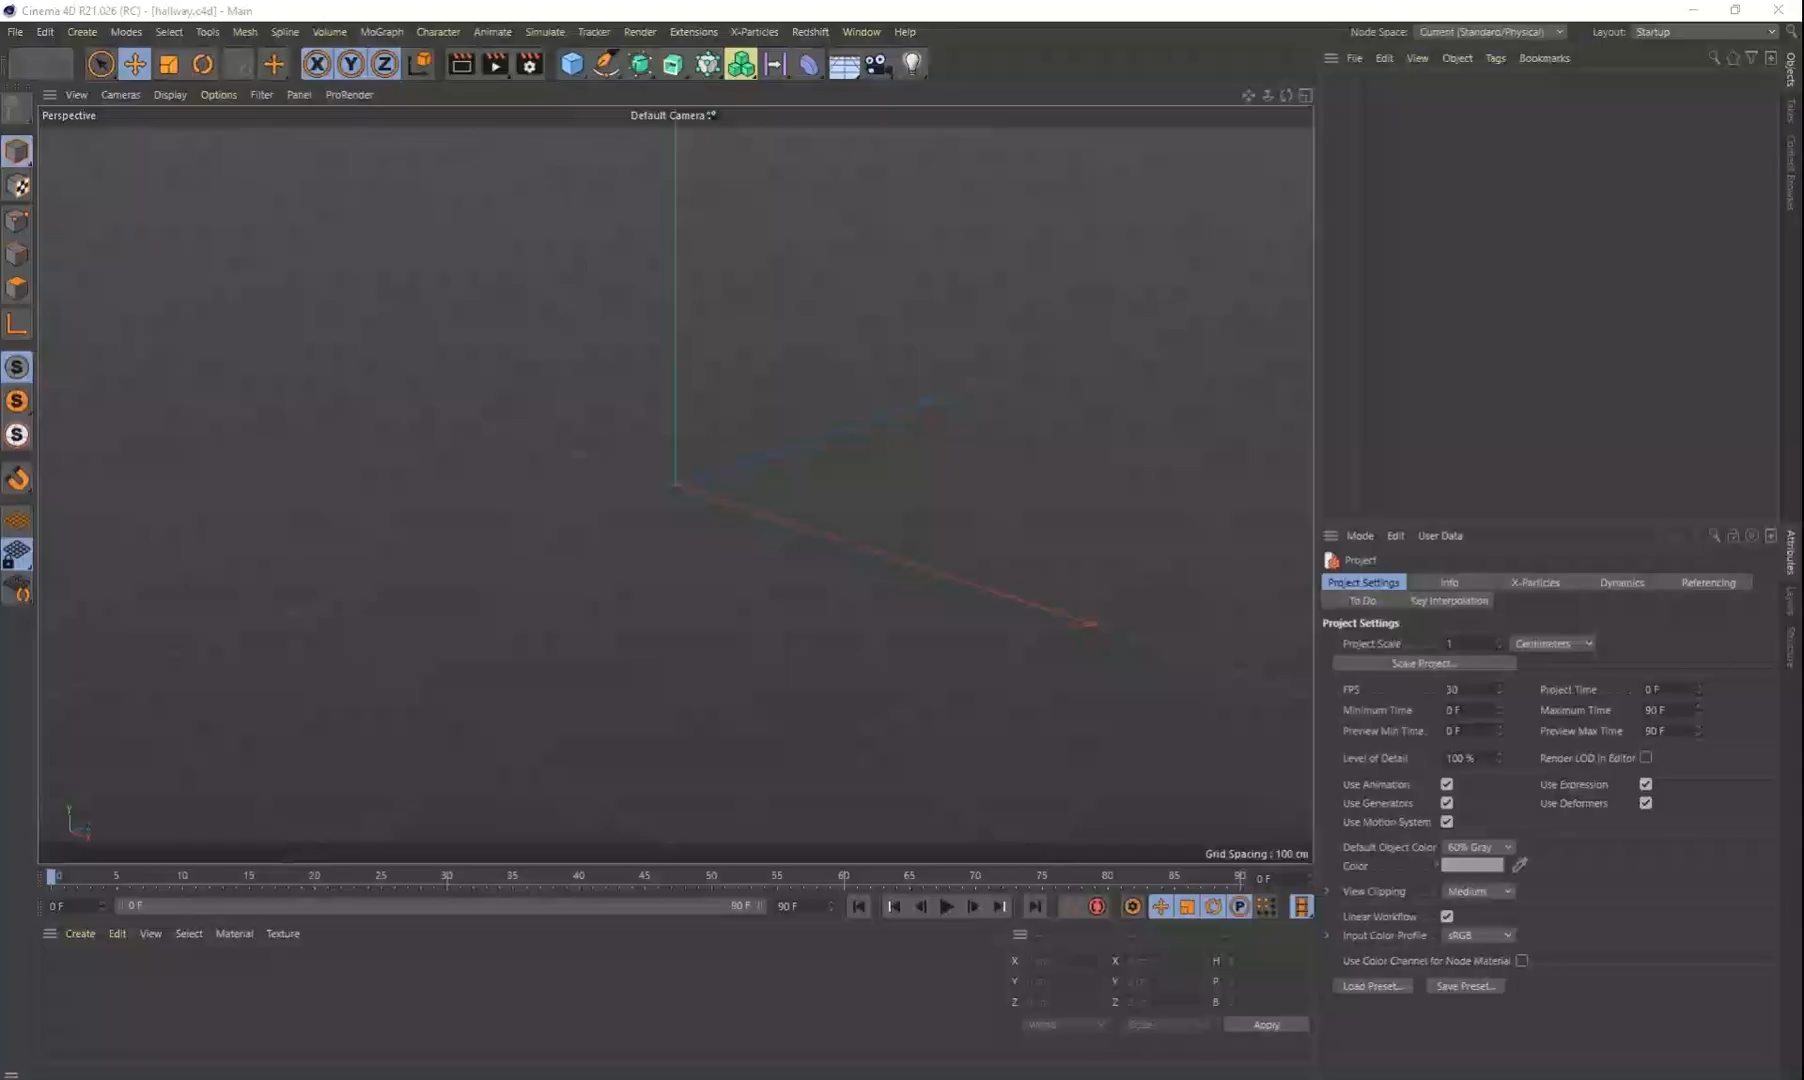 Cinema 4D R21.026 (RC) - [hallway.c4d] - Main
File Edit Create Modes Select Tools Mesh Spline Volume MoGraph Character Animate Simulate Tracker Render Extensions X-Particles Redshift Window Help
Node Space: Current (Standard/Physical) Layout: Startup
X Y Z
File Edit View Object Tags Bookmarks
View Cameras Display Options Filter Panel ProRender
Perspective
Default Camera
Objects
Takes
Content Browser
S
S
S
Mode Edit User Data
Project
Project Settings Info X-Particles Dynamics Referencing
To Do Key Interpolation
Project Settings
Project Scale 1 Centimeters
Scale Project...
FPS 30 Project Time 0 F
Minimum Time 0 F Maximum Time 90 F
Preview Min Time 0 F Preview Max Time 90 F
Level of Detail 100 % Render LOD in Editor
Use Animation Use Expression
Use Generators Use Deformers
Use Motion System
Default Object Color 60% Gray
Color
View Clipping Medium
Linear Workflow
Input Color Profile sRGB
Use Color Channel for Node Material
Load Preset... Save Preset...
Attributes
Layers
Structure
Y
Grid Spacing : 100 cm
0 5 10 15 20 25 30 35 40 45 50 55 60 65 70 75 80 85 90 0 F
0 F 0 F 90 F 90 F P
Create Edit View Select Material Texture
X X H
Y Y P
Z Z B
World Apply